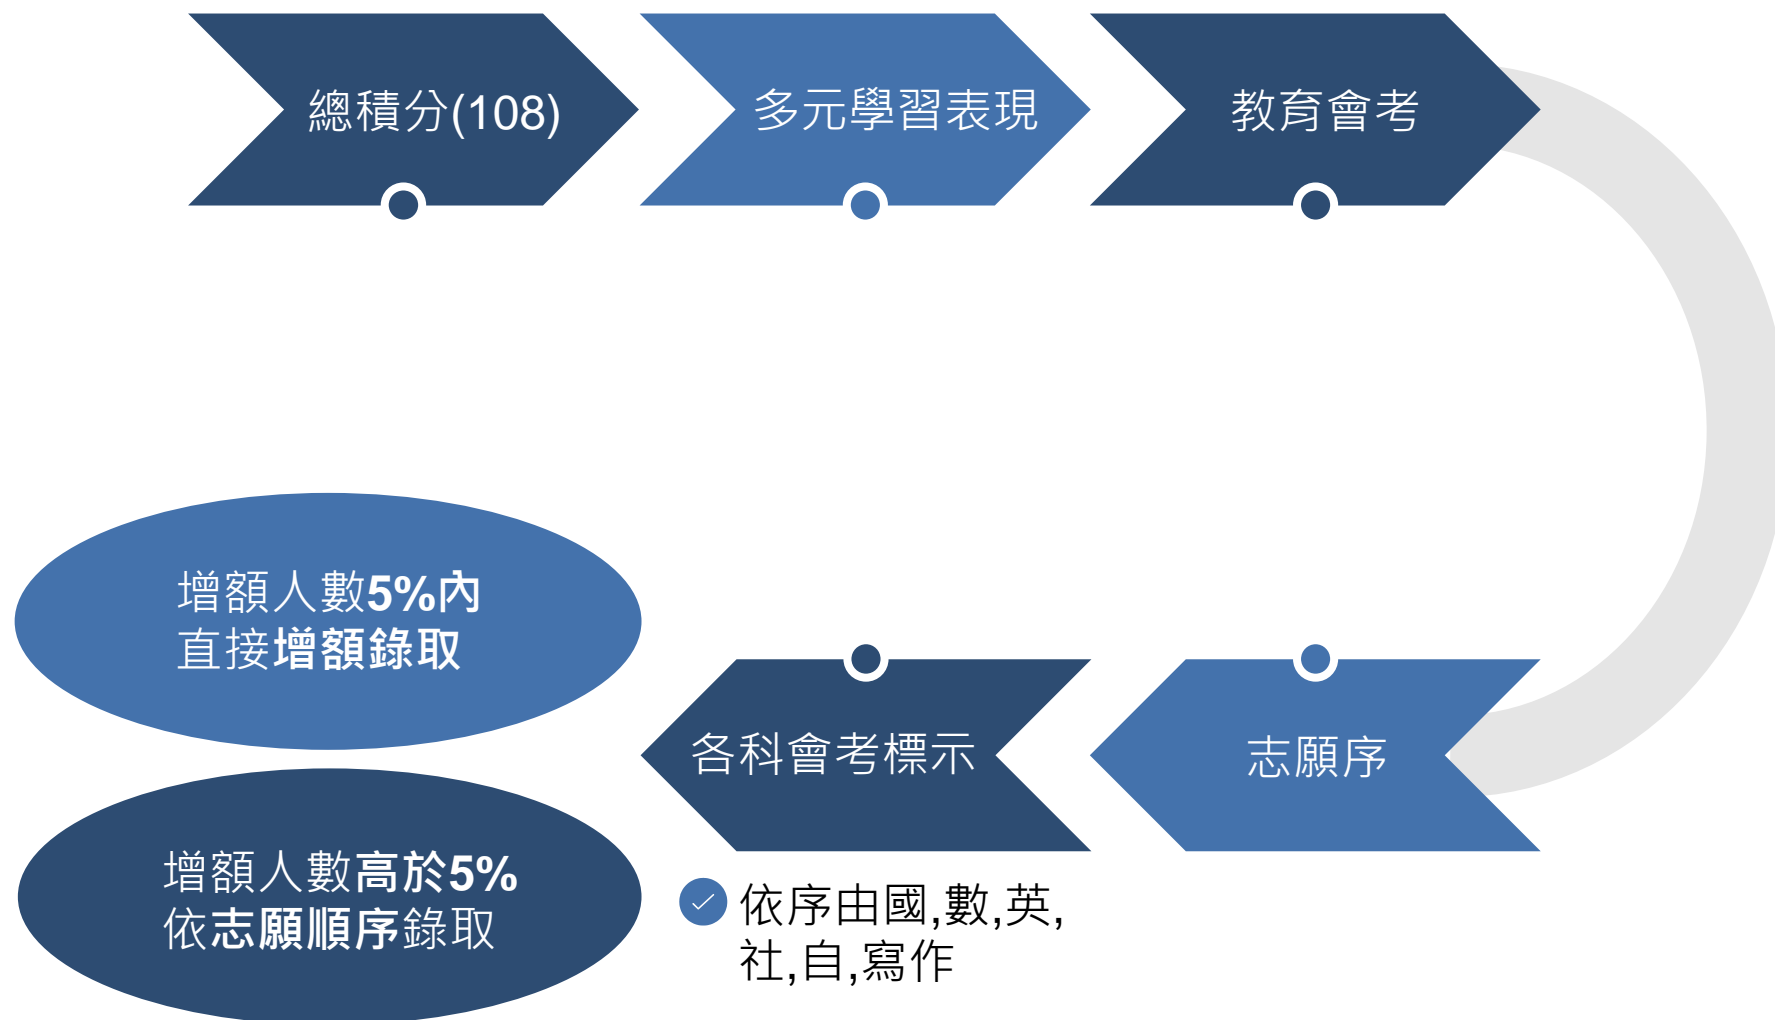 總積分(108)
多元學習表現
教育會考
志願序
各科會考標示
依序由國,數,英,
社,自,寫作
增額人數5%內
直接增額錄取
增額人數高於5%
依志願順序錄取